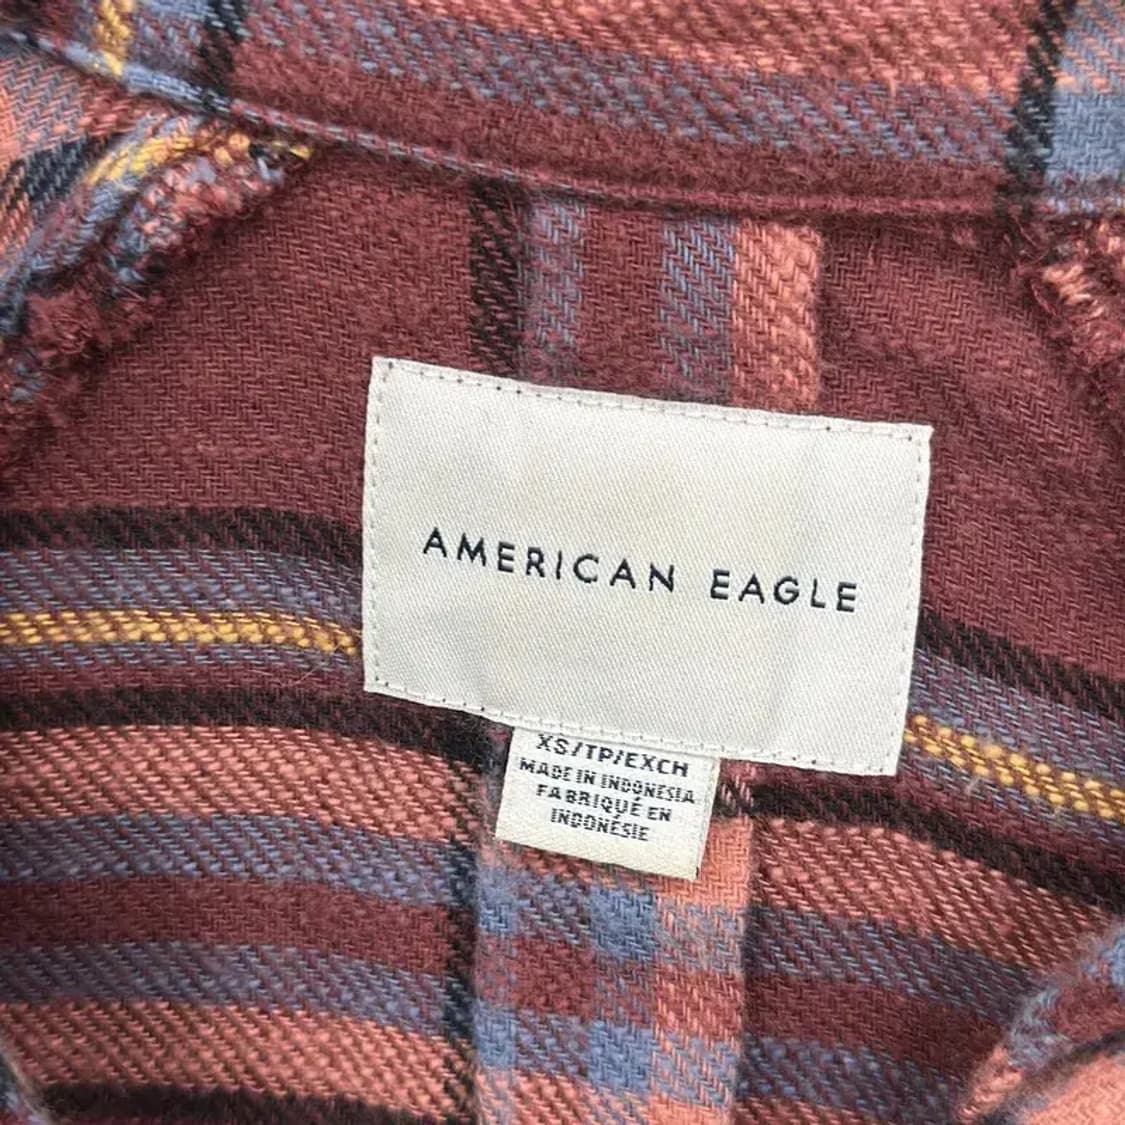 AMERICAN EAGLE
XS/TP/EXCH
MADE IN INDONESIA
FABRIQUÉ EN
INDONÉSIE